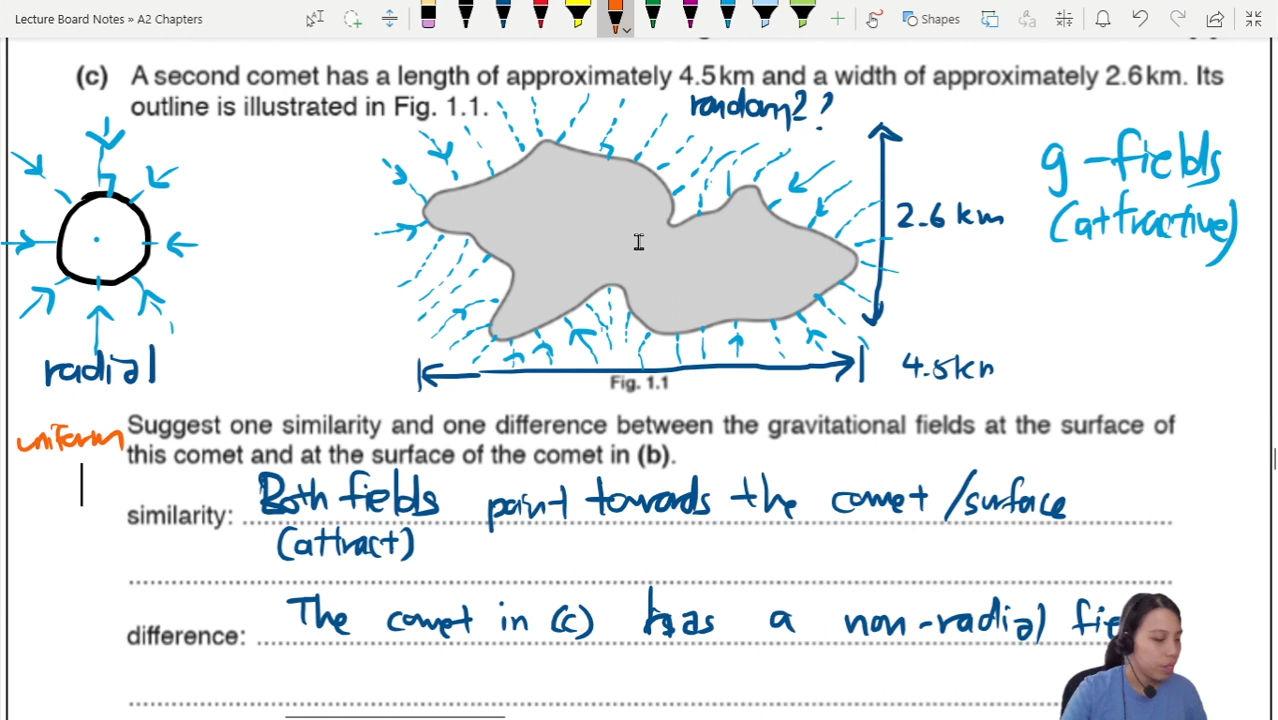 Lecture Board Notes » A2 Chapters
Shapes
(c) A second comet has a length of approximately 4.5 km and a width of approximately 2.6 km. Its
outline is illustrated in Fig. 1.1.
random??
g-fields
(attractive)
2.6 km
radial
4.5km
Fig. 1.1
uniform
Suggest one similarity and one difference between the gravitational fields at the surface of
this comet and at the surface of the comet in (b).
similarity: Both fields point towards the comet /surface
(attract)
difference: The comet in (c) has a non-radial